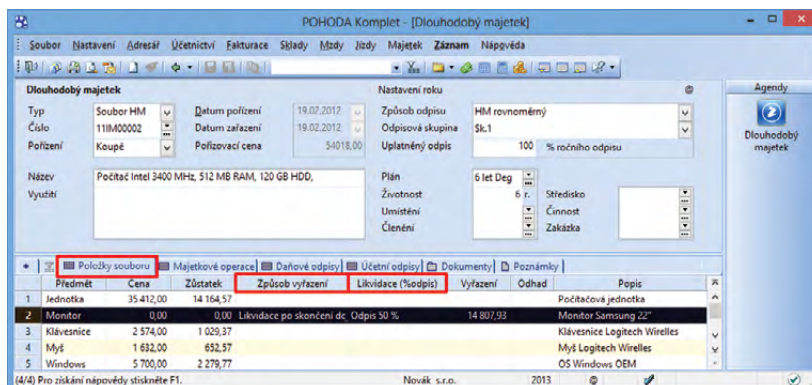 POHODA Komplet - [Dlouhodobý majetek]
Soubor Nastavení Adresář Účetnictví Fakturace Sklady Mzdy Jízdy Majetek Záznam Nápověda
Dlouhodobý majetek
Nastavení roku
Agendy
Typ Soubor HM Datum pořízení 19.02.2012 Způsob odpisu HM rovnoměrný
Číslo 11IM00002 Datum zařazení 19.02.2012 Odpisová skupina Sk.1
Pořízení Koupě Pořizovací cena 54018,00 Uplatněný odpis 100 % ročního odpisu
Dlouhodobý
majetek
Název Počítač Intel 3400 MHz, 512 MB RAM, 120 GB HDD, Plán 6 let Deg
Využití Životnost 6 r. Středisko
Umístění Činnost
Členění Zakázka
Položky souboru Majetkové operace Daňové odpisy Účetní odpisy Dokumenty Poznámky
Předmět Cena Zůstatek Způsob vyřazení Likvidace (%odpis) Vyřazení Odhad Popis
1 Jednotka 35 412,00 14 164,57 Počítačová jednotka
2 Monitor 0,00 0,00 Likvidace po skončení dc Odpis 50 % 14 807,93 Monitor Samsung 22"
3 Klávesnice 2 574,00 1 029,37 Klávesnice Logitech Wirelles
4 Myš 1 632,00 652,57 Myš Logitech Wirelles
5 Windows 5 700,00 2 279,77 OS Windows OEM
(4/4) Pro získání nápovědy stiskněte F1. Novák s.r.o. 2013 @